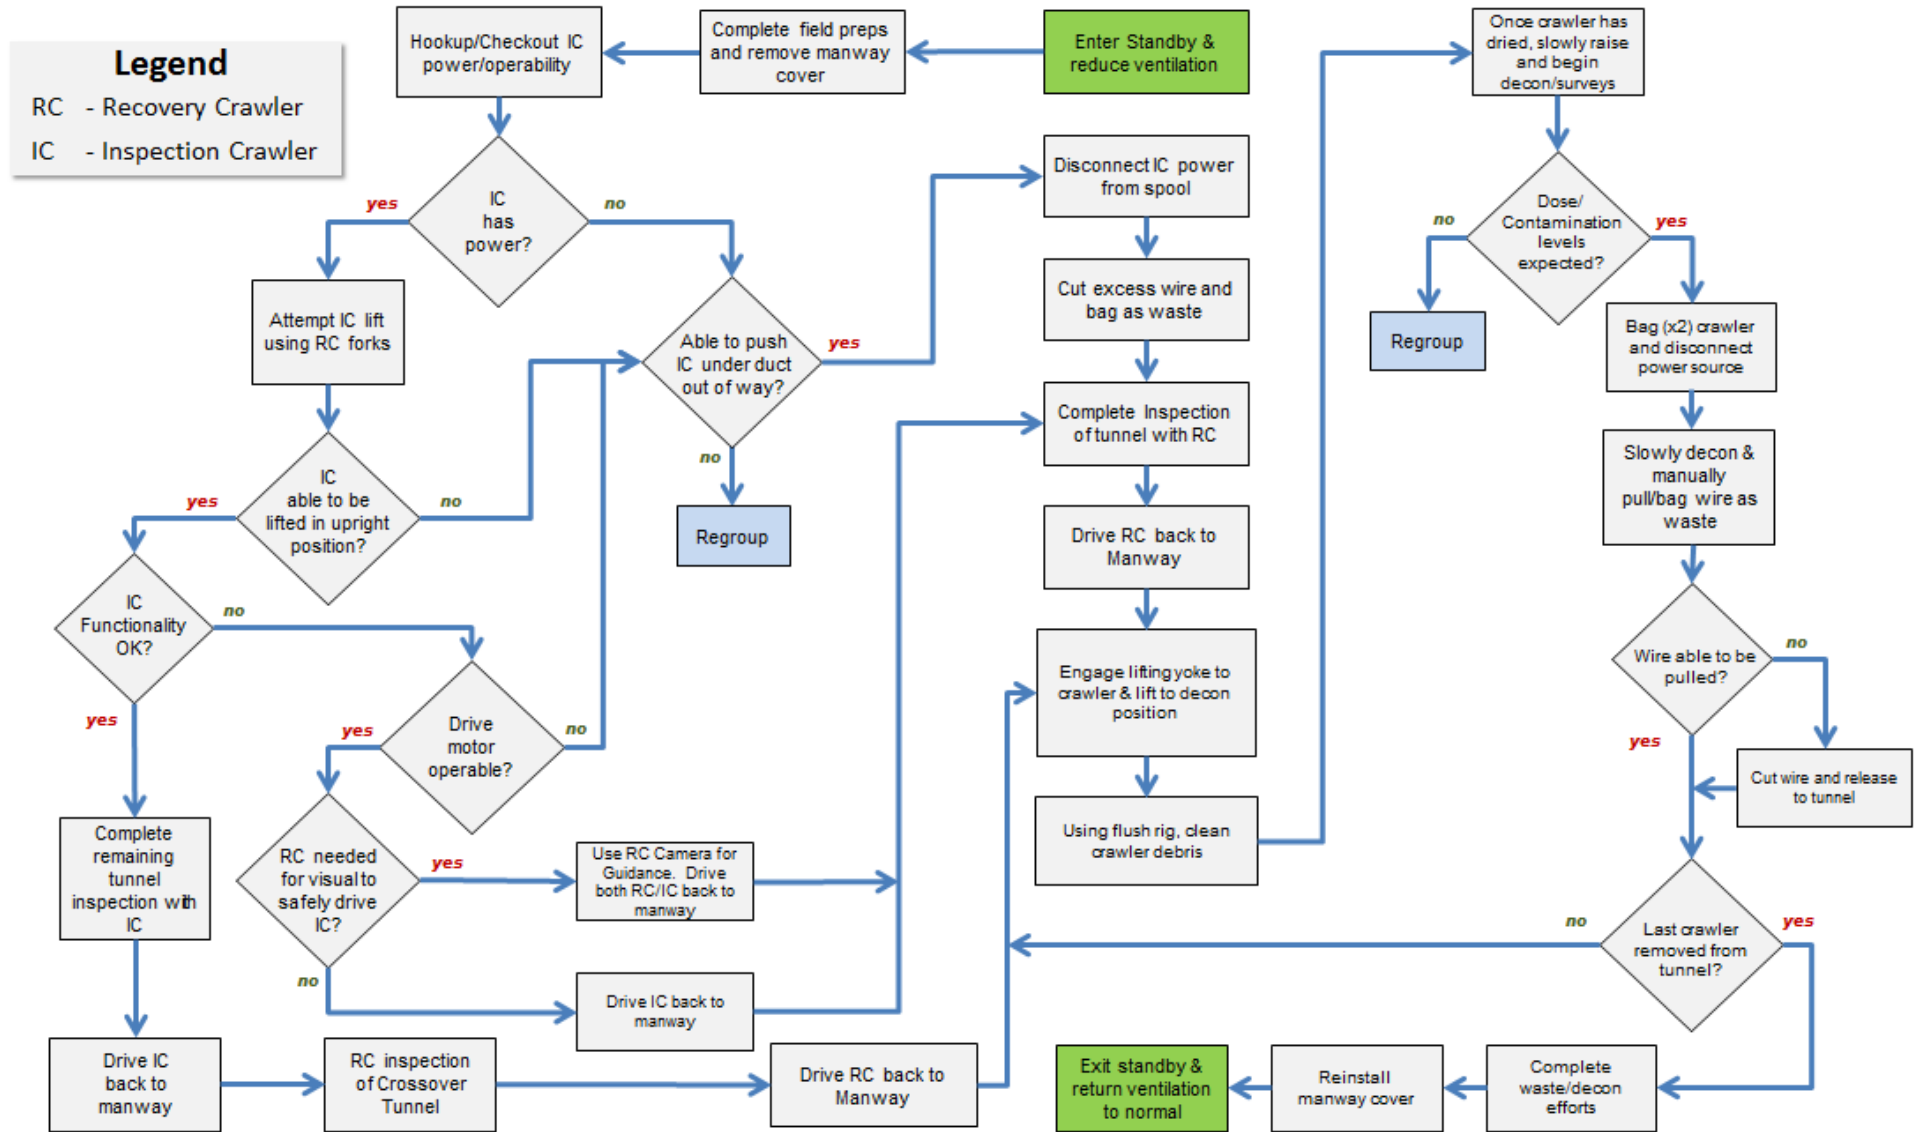 Legend
RC - Recovery Crawler
IC - Inspection Crawler
Hookup/Checkout IC
power/operability
Complete field preps
and remove manway
cover
Enter Standby &
reduce ventilation
Once crawler has
dried, slowly raise
and begin
decon/surveys
IC
has
power?
yes
no
Attempt IC lift
using RC forks
IC
able to be
lifted in upright
position?
yes
no
Able to push
IC under duct
out of way?
yes
no
Regroup
IC
Functionality
OK?
no
yes
Drive
motor
operable?
yes
no
RC needed
for visual to
safely drive
IC?
yes
no
Use RC Camera for
Guidance. Drive
both RC/IC back to
manway
Drive IC back to
manway
Complete
remaining
tunnel
inspection with
IC
Drive IC
back to
manway
RC inspection
of Crossover
Tunnel
Drive RC back to
Manway
Disconnect IC power
from spool
Cut excess wire and
bag as waste
Complete Inspection
of tunnel with RC
Drive RC back to
Manway
Engage lifting yoke to
crawler & lift to decon
position
Using flush rig, clean
crawler debris
Dose/
Contamination
levels
expected?
no
yes
Regroup
Bag (x2) crawler
and disconnect
power source
Slowly decon &
manually
pull/bag wire as
waste
Wire able to be
pulled?
no
yes
Cut wire and release
to tunnel
Last crawler
removed from
tunnel?
no
yes
Complete
waste/decon
efforts
Reinstall
manway cover
Exit standby &
return ventilation
to normal